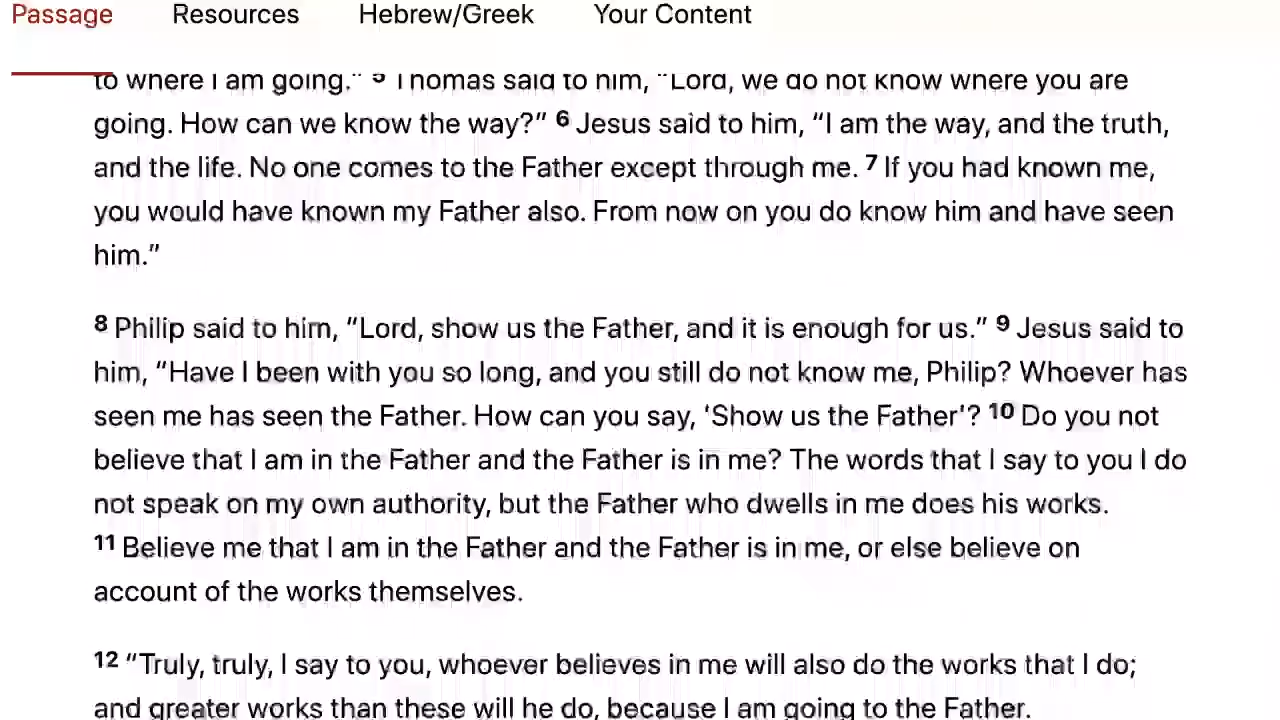 Passage Resources Hebrew/Greek Your Content
to where I am going.” 5 Thomas said to him, “Lord, we do not know where you are
going. How can we know the way?” 6 Jesus said to him, “I am the way, and the truth,
and the life. No one comes to the Father except through me. 7 If you had known me,
you would have known my Father also. From now on you do know him and have seen
him.”
8 Philip said to him, “Lord, show us the Father, and it is enough for us.” 9 Jesus said to
him, “Have I been with you so long, and you still do not know me, Philip? Whoever has
seen me has seen the Father. How can you say, ‘Show us the Father’? 10 Do you not
believe that I am in the Father and the Father is in me? The words that I say to you I do
not speak on my own authority, but the Father who dwells in me does his works.
11 Believe me that I am in the Father and the Father is in me, or else believe on
account of the works themselves.
12 “Truly, truly, I say to you, whoever believes in me will also do the works that I do;
and greater works than these will he do, because I am going to the Father.